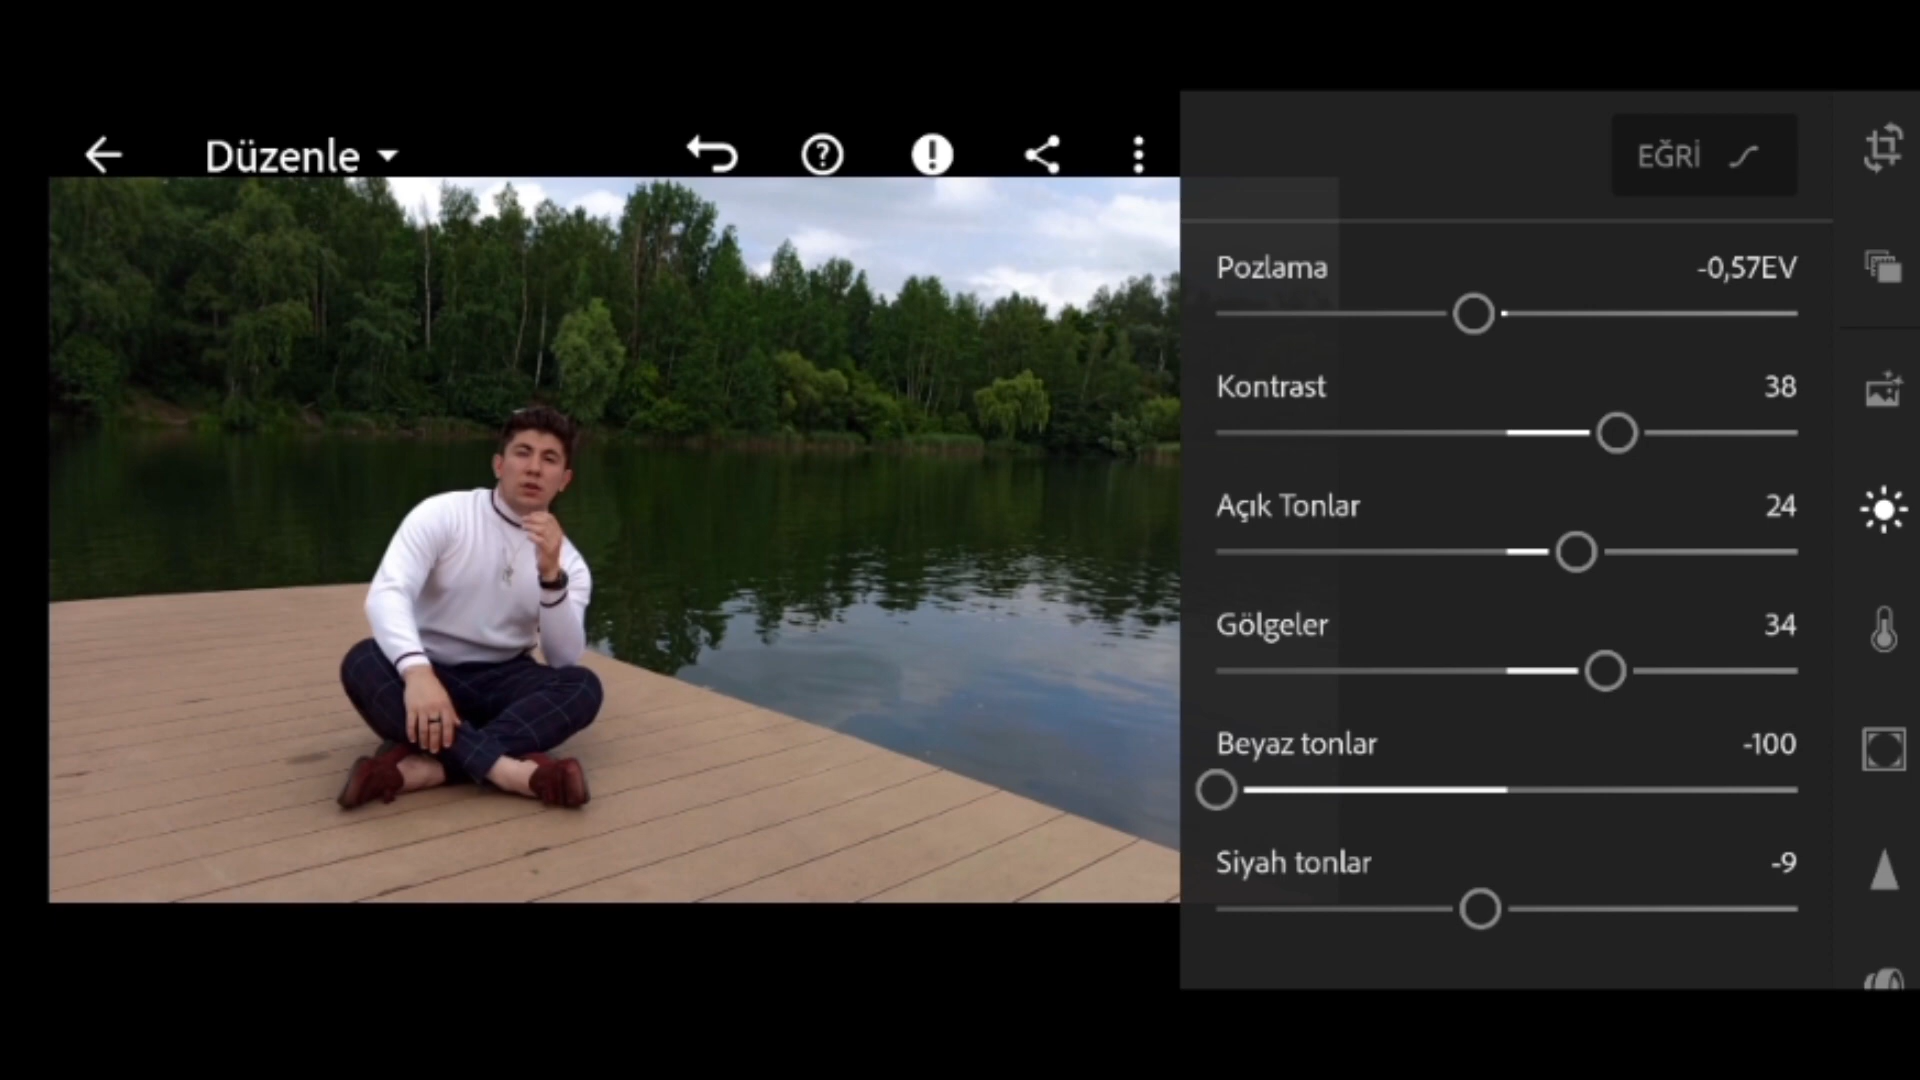 Düzenle
EĞRİ
Pozlama -0,57EV
Kontrast 38
Açık Tonlar 24
Gölgeler 34
Beyaz tonlar -100
Siyah tonlar -9